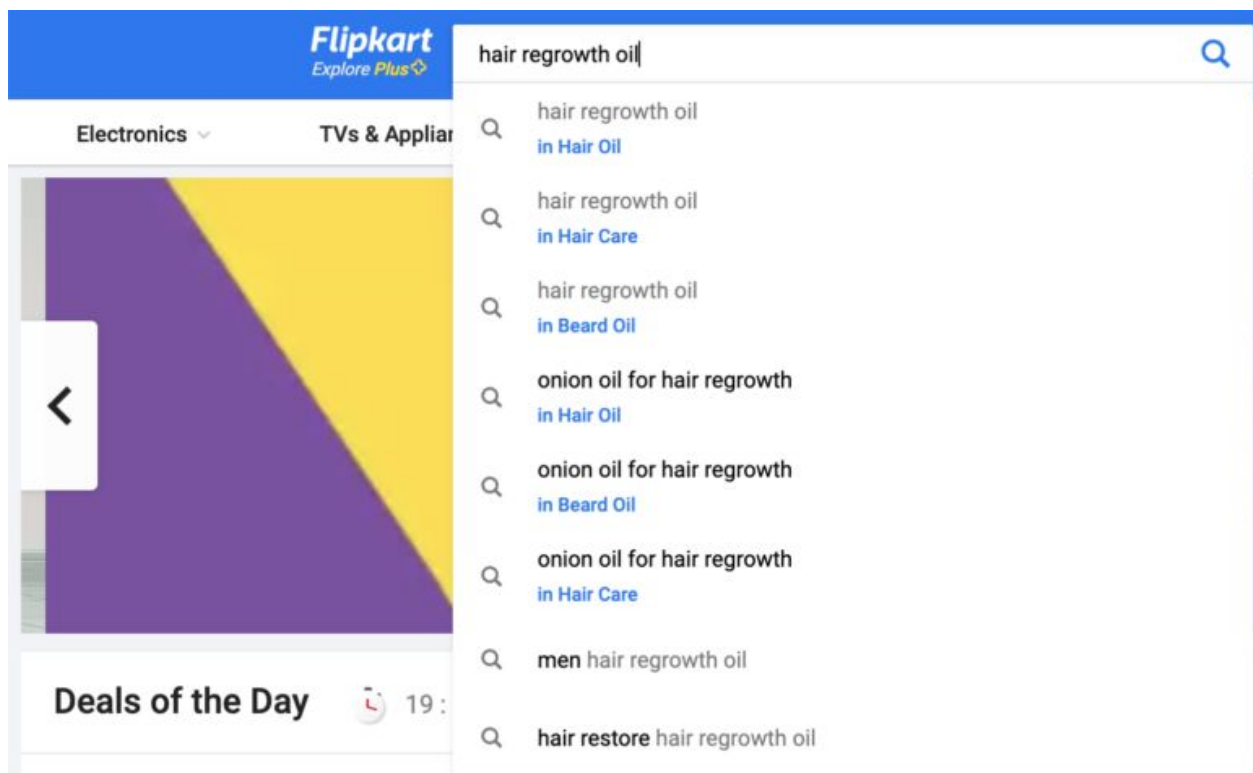 Flipkart
Explore Plus
hair regrowth oil
Electronics
TVs & Applian
hair regrowth oil
in Hair Oil
hair regrowth oil
in Hair Care
hair regrowth oil
in Beard Oil
onion oil for hair regrowth
in Hair Oil
onion oil for hair regrowth
in Beard Oil
onion oil for hair regrowth
in Hair Care
men hair regrowth oil
hair restore hair regrowth oil
Deals of the Day
19 :